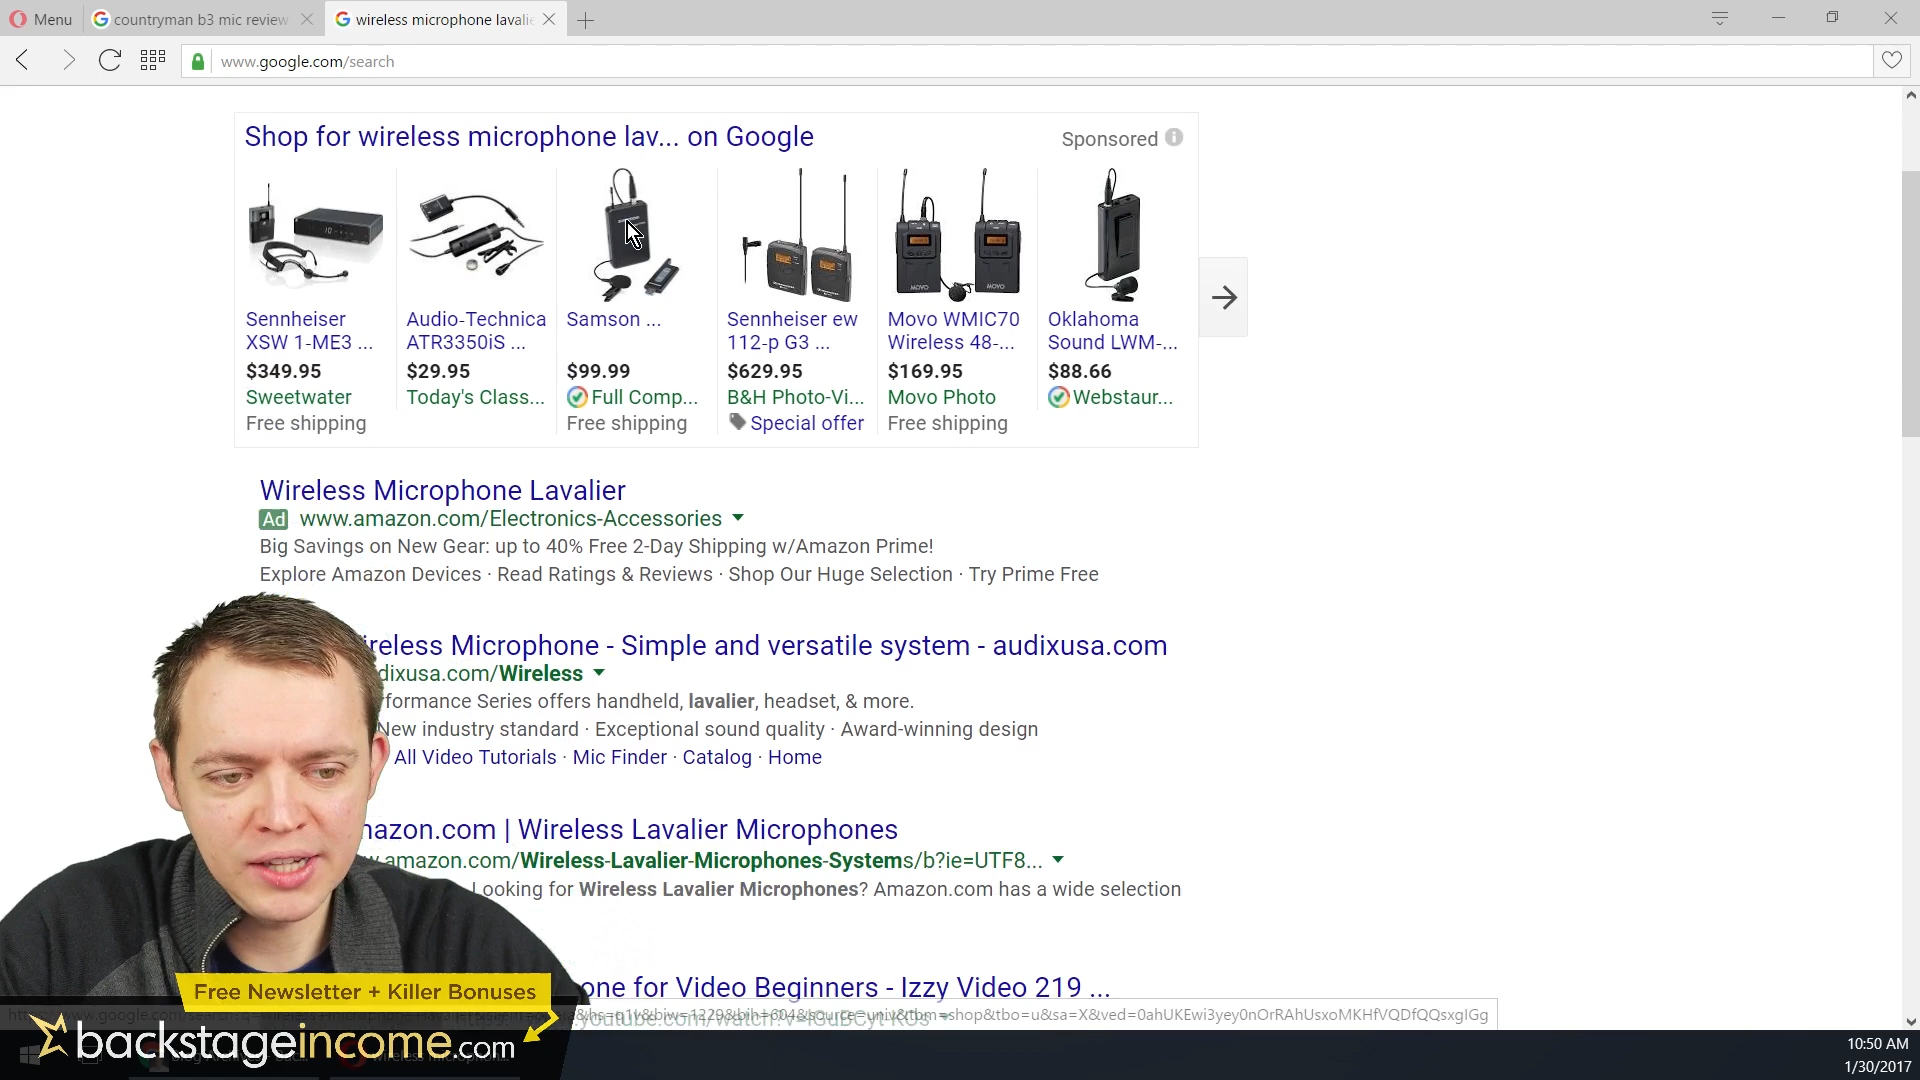 Menu
countryman b3 mic review
wireless microphone lavalie
www.google.com/search
Shop for wireless microphone lav... on Google
Sponsored
Sennheiser XSW 1-ME3 ...
$349.95
Sweetwater
Free shipping
Audio-Technica ATR3350iS ...
$29.95
Today's Class...
Samson ...
$99.99
Full Comp...
Free shipping
Sennheiser ew 112-p G3 ...
$629.95
B&H Photo-Vi...
Special offer
Movo WMIC70 Wireless 48-...
$169.95
Movo Photo
Free shipping
Oklahoma Sound LWM-...
$88.66
Webstaur...
Wireless Microphone Lavalier
Ad www.amazon.com/Electronics-Accessories
Big Savings on New Gear: up to 40% Free 2-Day Shipping w/Amazon Prime!
Explore Amazon Devices · Read Ratings & Reviews · Shop Our Huge Selection · Try Prime Free
ireless Microphone - Simple and versatile system - audixusa.com
dixusa.com/Wireless
formance Series offers handheld, lavalier, headset, & more.
New industry standard · Exceptional sound quality · Award-winning design
All Video Tutorials · Mic Finder · Catalog · Home
mazon.com | Wireless Lavalier Microphones
w.amazon.com/Wireless-Lavalier-Microphones-Systems/b?ie=UTF8...
Looking for Wireless Lavalier Microphones? Amazon.com has a wide selection
one for Video Beginners - Izzy Video 219 ...
Free Newsletter + Killer Bonuses
backstageincome.com
10:50 AM
1/30/2017